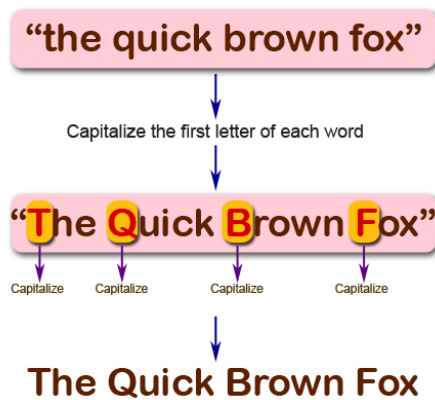 “the quick brown fox”
Capitalize the first letter of each word
“The Quick Brown Fox”
Capitalize Capitalize Capitalize Capitalize
The Quick Brown Fox